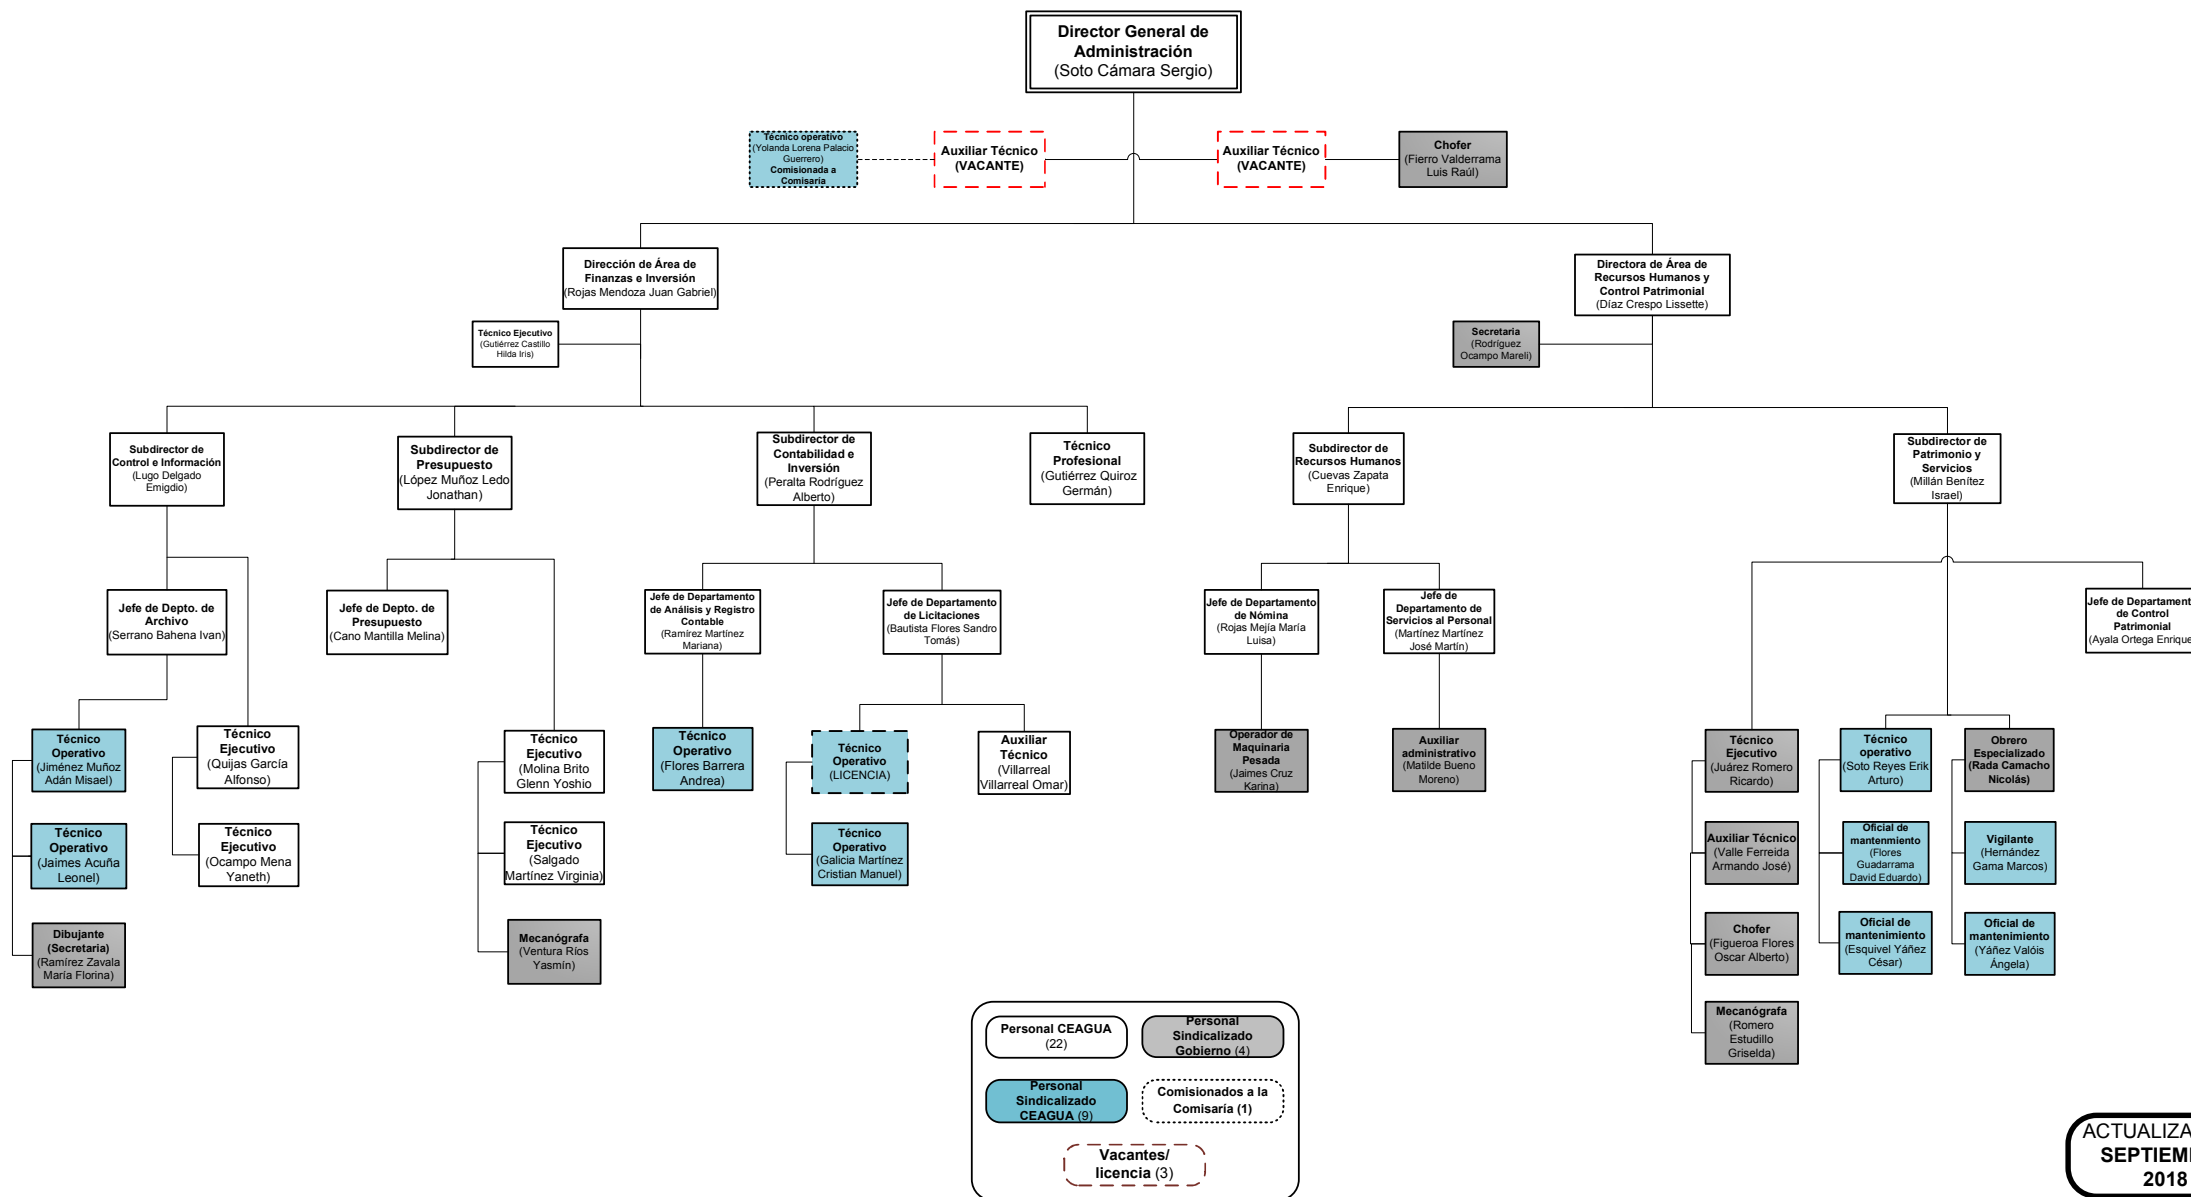 Director General de
Administración
(Soto Cámara Sergio)
Técnico operativo
(Yolanda Lorena Palacio
Guerrero)
Comisionada a
Comisaría
Auxiliar Técnico
(VACANTE)
Auxiliar Técnico
(VACANTE)
Chofer
(Fierro Valderrama
Luis Raúl)
Dirección de Área de
Finanzas e Inversión
(Rojas Mendoza Juan Gabriel)
Directora de Área de
Recursos Humanos y
Control Patrimonial
(Díaz Crespo Lissette)
Técnico Ejecutivo
(Gutiérrez Castillo
Hilda Iris)
Secretaria
(Rodríguez
Ocampo Mareli)
Subdirector de
Control e Información
(Lugo Delgado
Emigdio)
Subdirector de
Presupuesto
(López Muñoz Ledo
Jonathan)
Subdirector de
Contabilidad e
Inversión
(Peralta Rodríguez
Alberto)
Técnico
Profesional
(Gutiérrez Quiroz
Germán)
Subdirector de
Recursos Humanos
(Cuevas Zapata
Enrique)
Subdirector de
Patrimonio y
Servicios
(Millán Benítez
Israel)
Jefe de Depto. de
Archivo
(Serrano Bahena Ivan)
Jefe de Depto. de
Presupuesto
(Cano Mantilla Melina)
Jefe de Departamento
de Análisis y Registro
Contable
(Ramírez Martínez
Mariana)
Jefe de Departamento
de Licitaciones
(Bautista Flores Sandro
Tomás)
Jefe de Departamento
de Nómina
(Rojas Mejía María
Luisa)
Jefe de
Departamento de
Servicios al Personal
(Martínez Martínez
José Martín)
Jefe de Departament
de Control
Patrimonial
(Ayala Ortega Enrique
Técnico
Operativo
(Jiménez Muñoz
Adán Misael)
Técnico
Ejecutivo
(Quijas García
Alfonso)
Técnico
Ejecutivo
(Molina Brito
Glenn Yoshio
Técnico
Operativo
(Flores Barrera
Andrea)
Técnico
Operativo
(LICENCIA)
Auxiliar
Técnico
(Villarreal
Villarreal Omar)
Operador de
Maquinaria
Pesada
(Jaimes Cruz
Karina)
Auxiliar
administrativo
(Matilde Bueno
Moreno)
Técnico
Ejecutivo
(Juárez Romero
Ricardo)
Técnico
operativo
(Soto Reyes Erik
Arturo)
Obrero
Especializado
(Rada Camacho
Nicolás)
Técnico
Operativo
(Jaimes Acuña
Leonel)
Técnico
Ejecutivo
(Ocampo Mena
Yaneth)
Técnico
Ejecutivo
(Salgado
Martínez Virginia)
Técnico
Operativo
(Galicia Martínez
Cristian Manuel)
Auxiliar Técnico
(Valle Ferreida
Armando José)
Oficial de
mantenmiento
(Flores
Guadarrama
David Eduardo)
Vigilante
(Hernández
Gama Marcos)
Dibujante
(Secretaria)
(Ramírez Zavala
María Florina)
Mecanógrafa
(Ventura Ríos
Yasmín)
Chofer
(Figueroa Flores
Oscar Alberto)
Oficial de
mantenimiento
(Esquivel Yáñez
César)
Oficial de
mantenimiento
(Yáñez Valóis
Ángela)
Mecanógrafa
(Romero
Estudillo
Griselda)
Personal CEAGUA
(22)
Personal
Sindicalizado
Gobierno (4)
Personal
Sindicalizado
CEAGUA (9)
Comisionados a la
Comisaría (1)
Vacantes/
licencia (3)
ACTUALIZA
SEPTIEM
2018